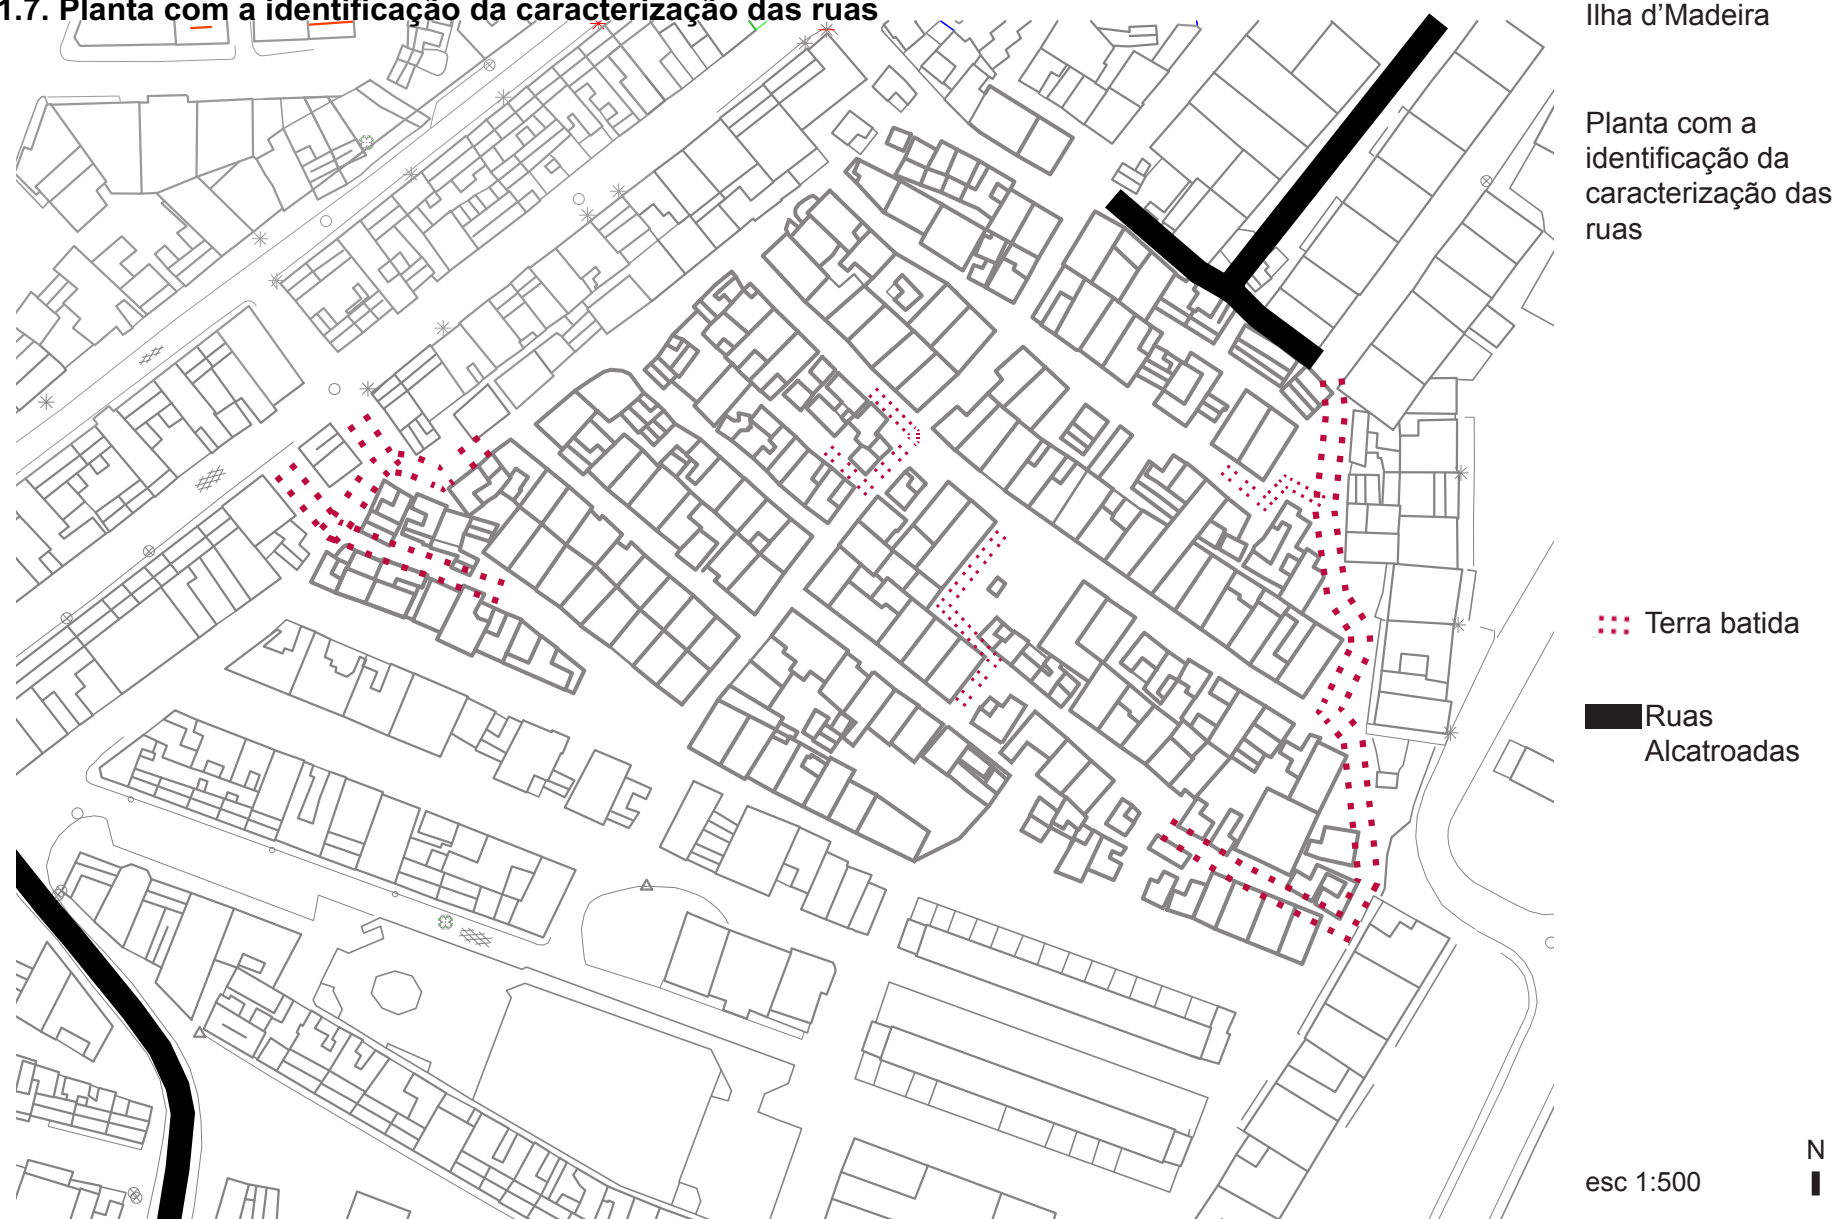 1.7. Planta com a identificação da caracterização das ruas
Ilha d’Madeira
Planta com a
identificação da
caracterização das
ruas
Terra batida
Ruas
Alcatroadas
N
esc 1:500